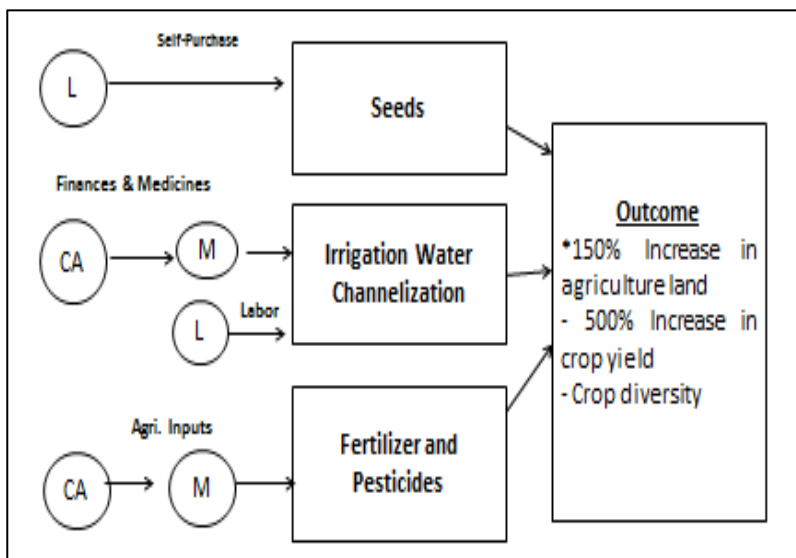 Self-Purchase
L
Seeds
Finances & Medicines
CA
M
Irrigation Water
Channelization
L
Labor
Agri. Inputs
CA
M
Fertilizer and
Pesticides
Outcome
*150% Increase in
agriculture land
- 500% Increase in
crop yield
- Crop diversity